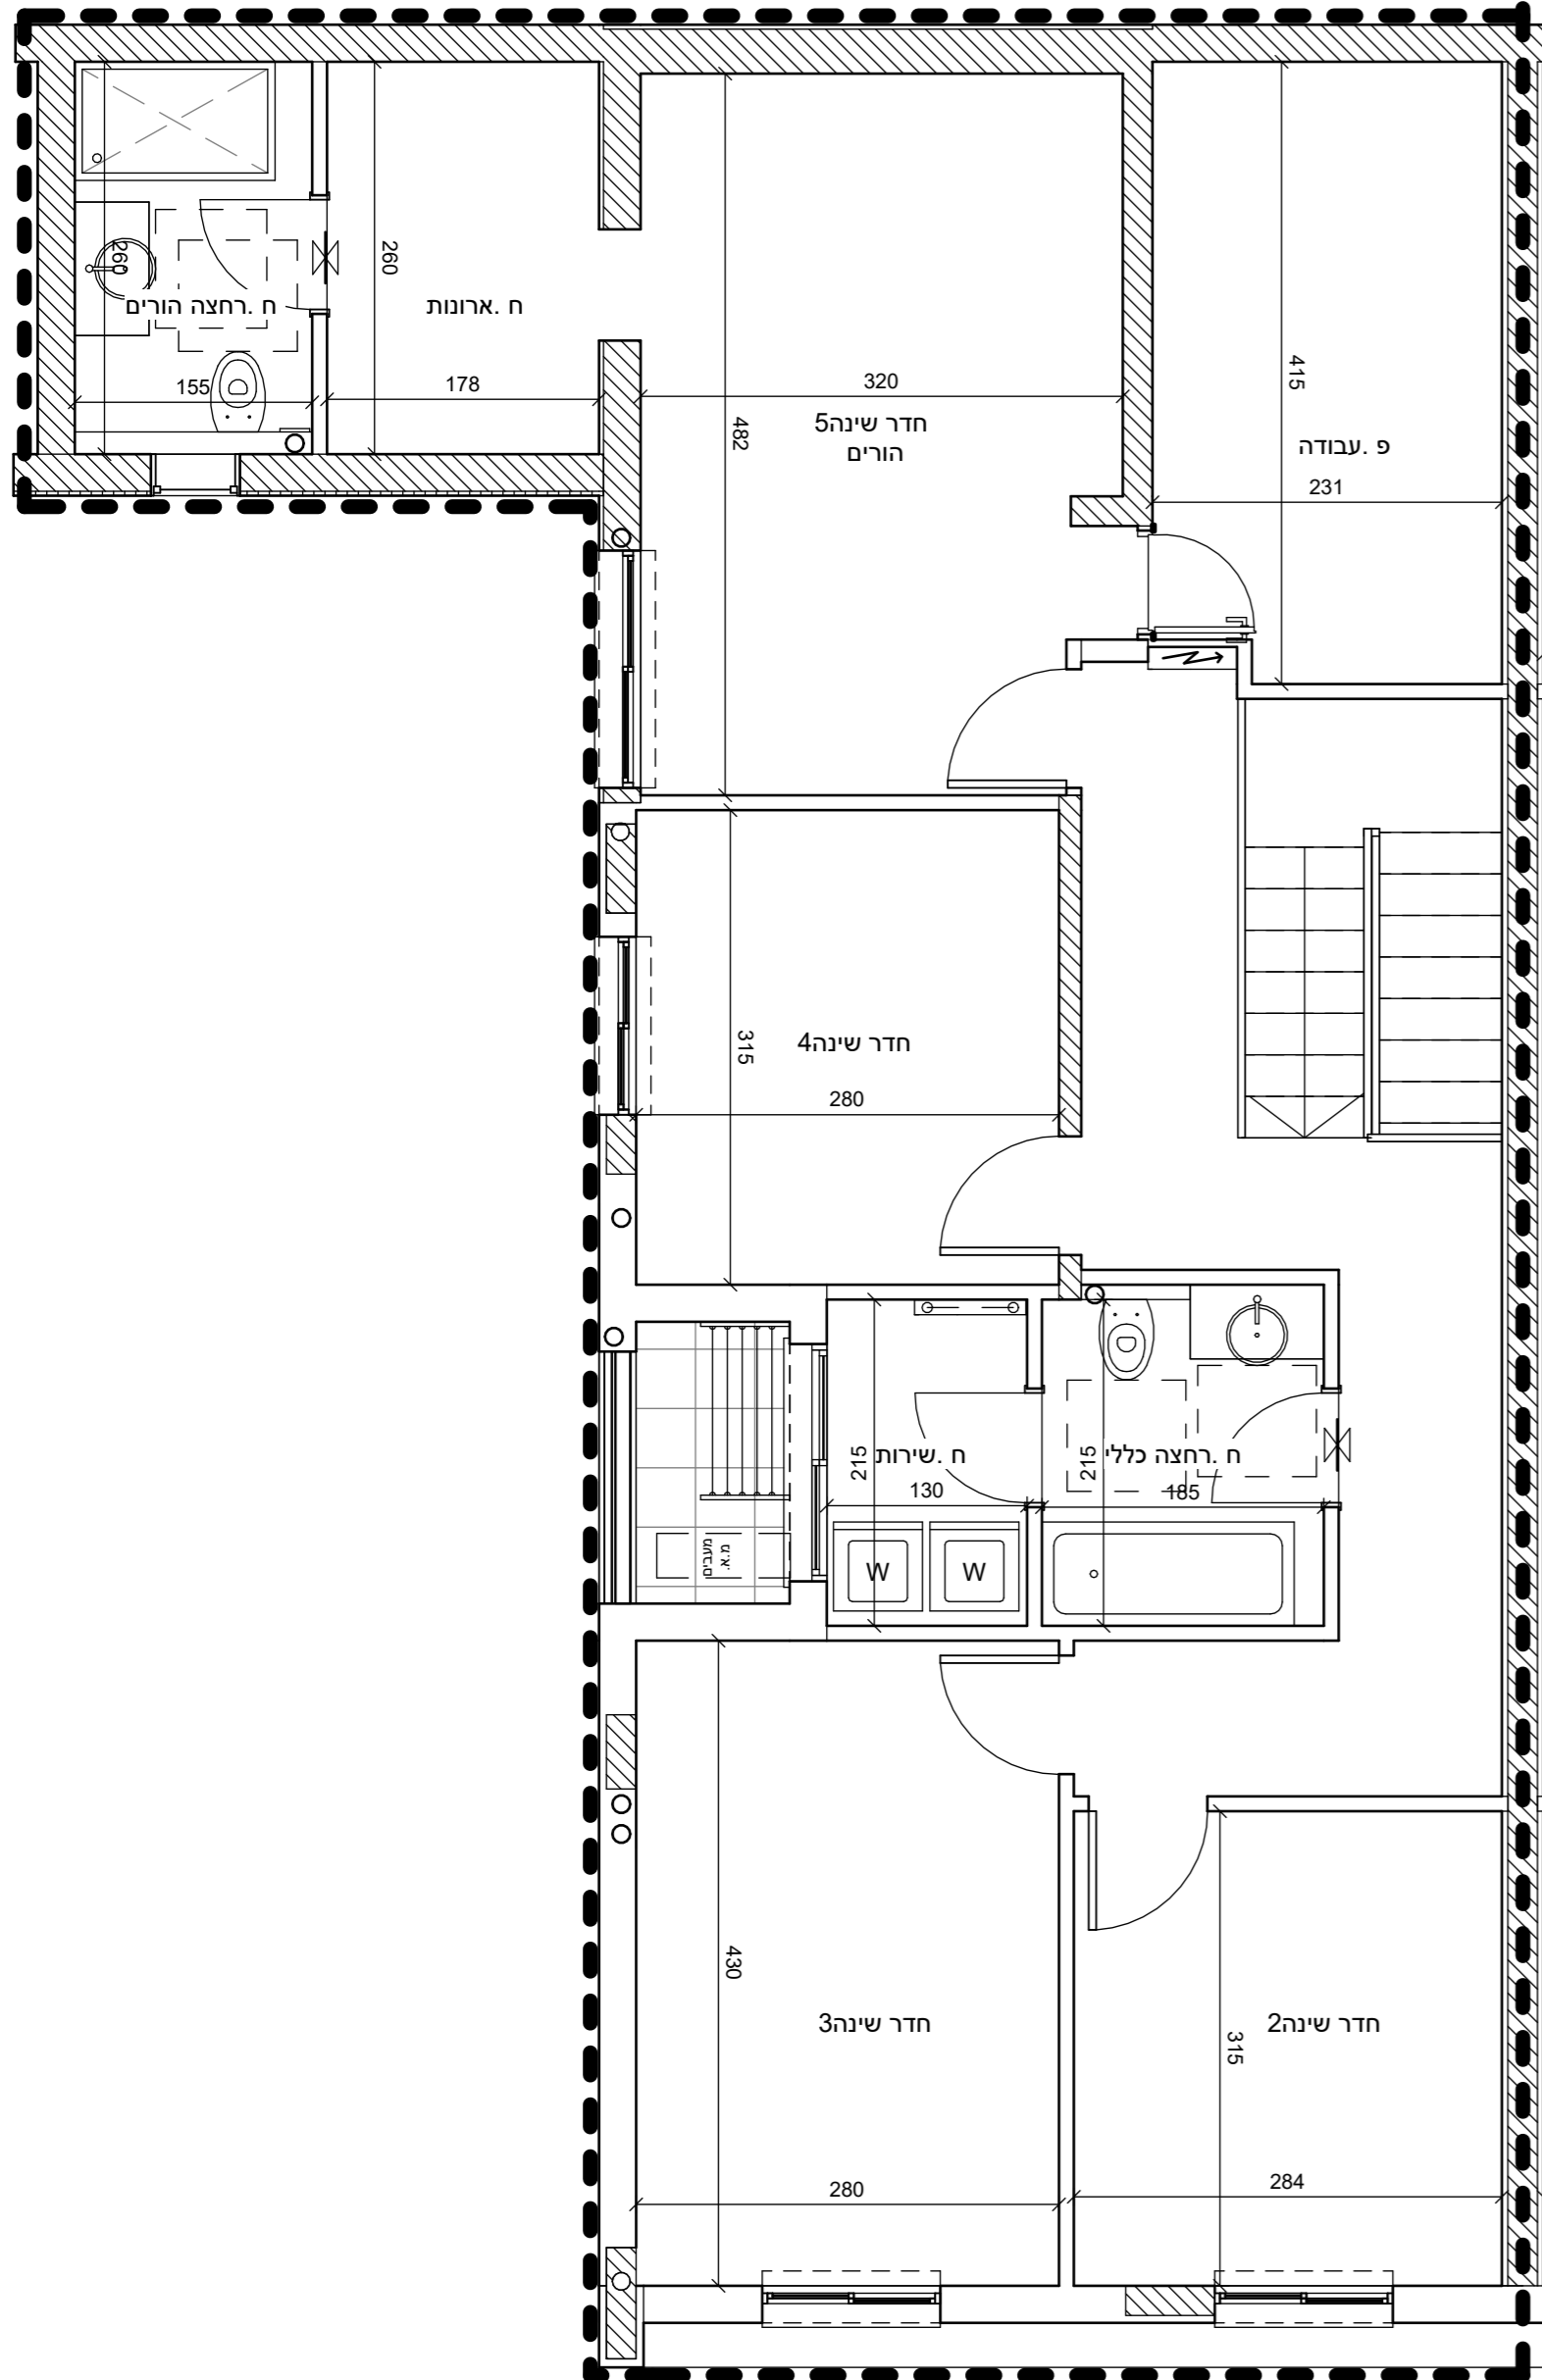 260
260
ח .רחצה הורים
ח .ארונות
155
178
320
482
חדר שינה5
הורים
415
פ .עבודה
231
315
חדר שינה4
280
215
ח .שירות
130
215
ח .רחצה כללי
185
מ.א.
מעבים
W
W
430
חדר שינה3
280
315
חדר שינה2
284